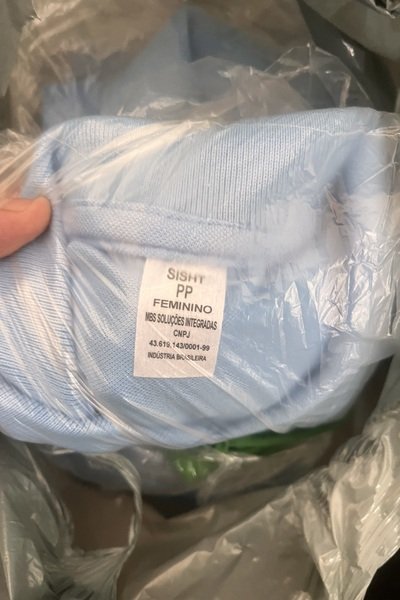 SISHT
PP
FEMININO
MBS SOLUÇÕES INTEGRADAS
CNPJ
43.619.143/0001-99
INDÚSTRIA BRASILEIRA